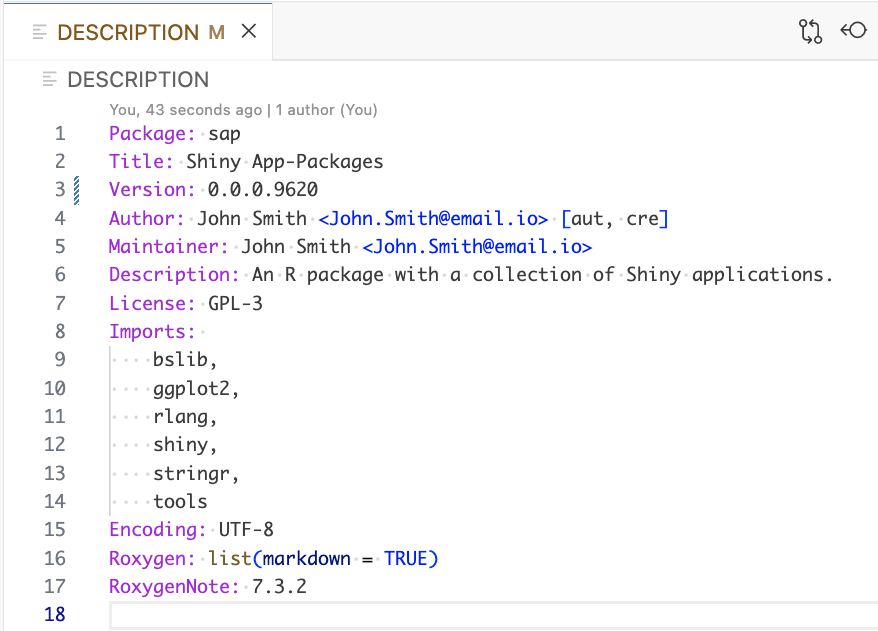 DESCRIPTION M
DESCRIPTION
You, 43 seconds ago | 1 author (You)
1 Package: sap
2 Title: Shiny App-Packages
3 Version: 0.0.0.9620
4 Author: John Smith <John.Smith@email.io> [aut, cre]
5 Maintainer: John Smith <John.Smith@email.io>
6 Description: An R package with a collection of Shiny applications.
7 License: GPL-3
8 Imports:
9 bslib,
10 ggplot2,
11 rlang,
12 shiny,
13 stringr,
14 tools
15 Encoding: UTF-8
16 Roxygen: list(markdown = TRUE)
17 RoxygenNote: 7.3.2
18